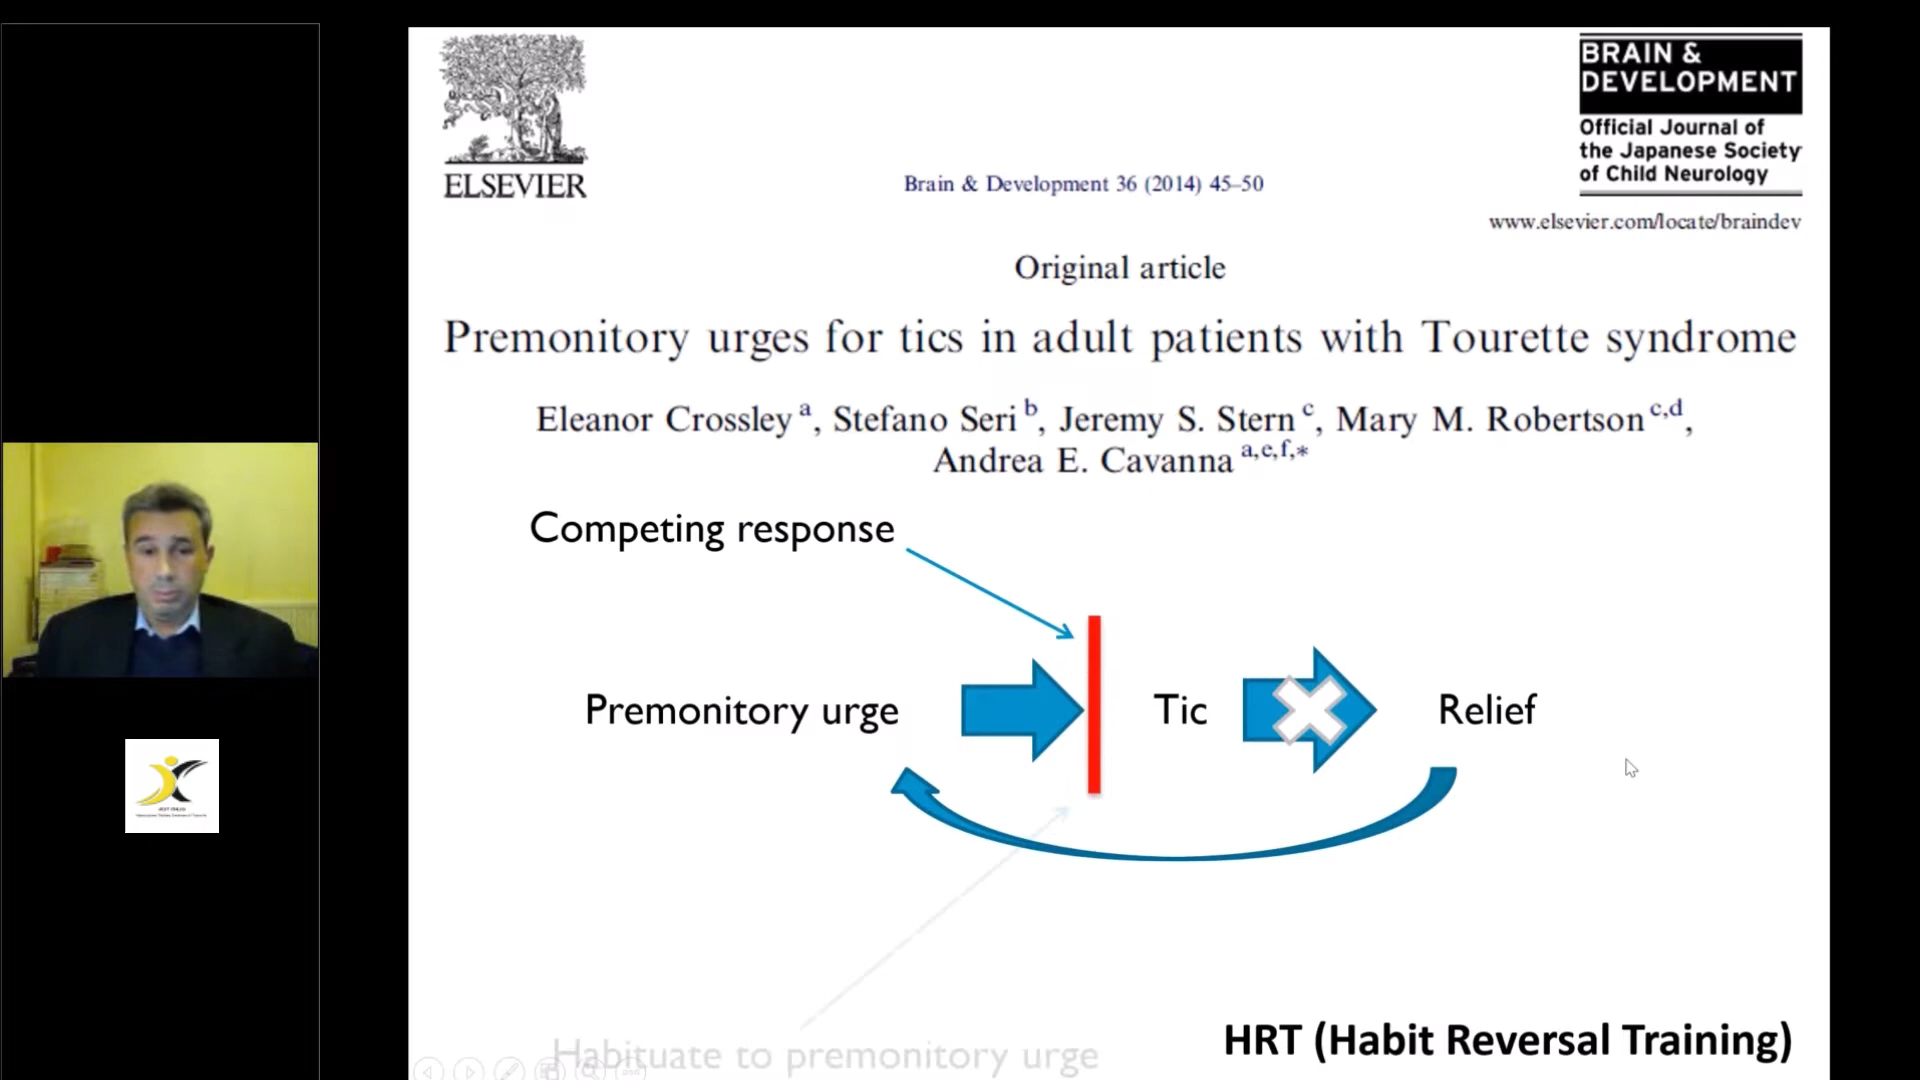 ELSEVIER
BRAIN &
DEVELOPMENT
Official Journal of
the Japanese Society
of Child Neurology
Brain & Development 36 (2014) 45–50
www.elsevier.com/locate/braindev
Original article
Premonitory urges for tics in adult patients with Tourette syndrome
Eleanor Crossley a, Stefano Seri b, Jeremy S. Stern c, Mary M. Robertson c,d,
Andrea E. Cavanna a,e,f,*
Competing response
Premonitory urge
Tic
Relief
Habituate to premonitory urge
HRT (Habit Reversal Training)